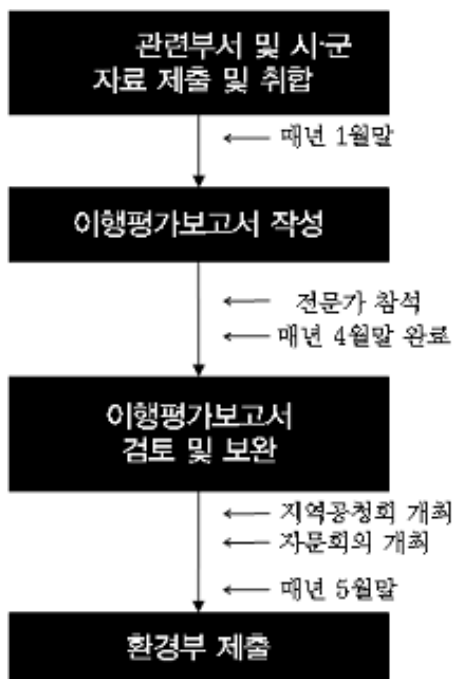 관련부서 및 시·군
자료 제출 및 취합
← 매년 1월말
이행평가보고서 작성
← 전문가 참석
← 매년 4월말 완료
이행평가보고서
검토 및 보완
← 지역공청회 개최
← 자문회의 개최
← 매년 5월말
환경부 제출